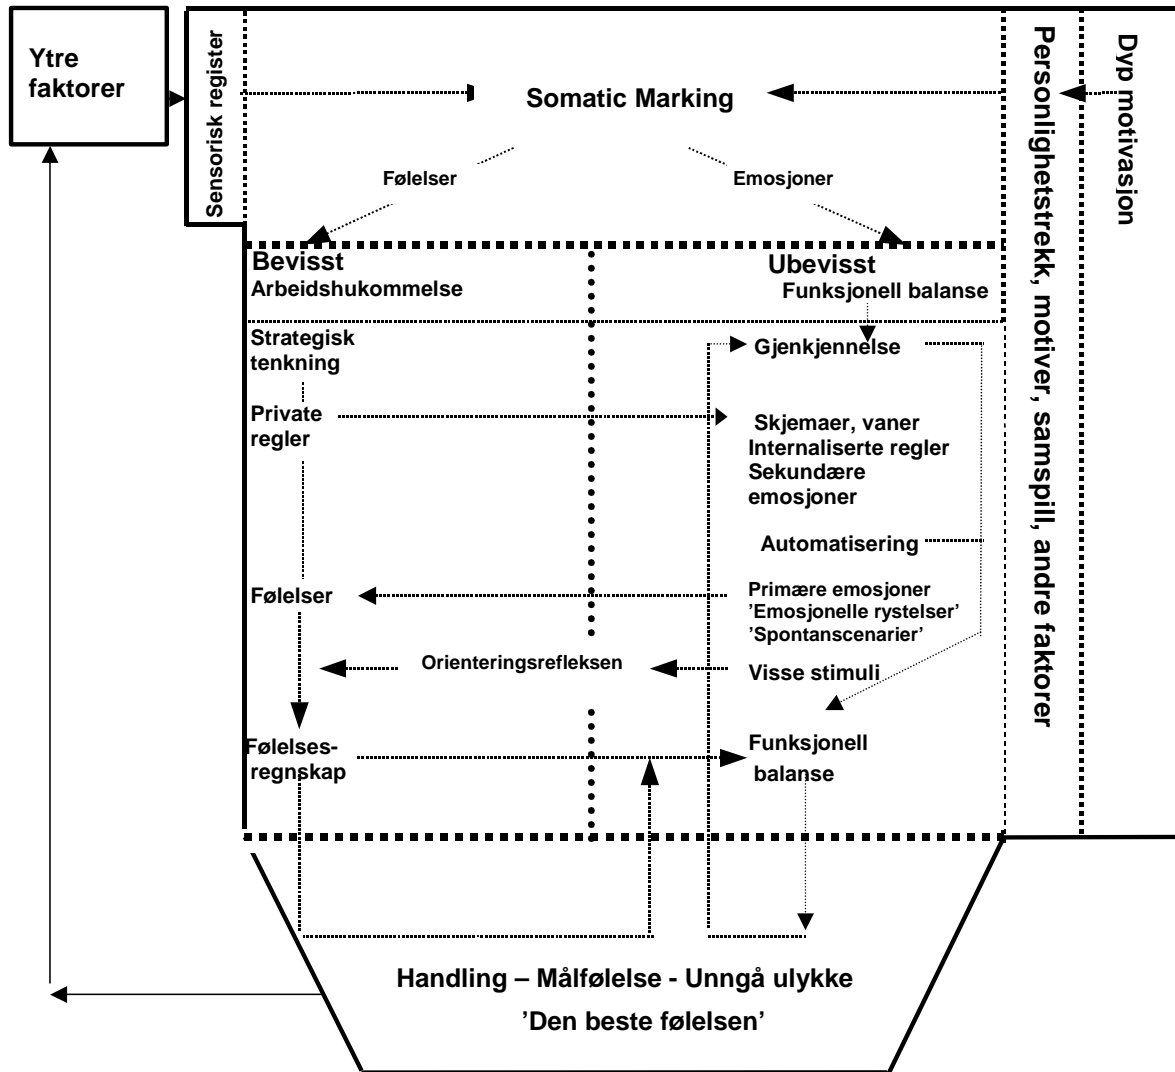 Ytre
faktorer
Sensorisk register
Somatic Marking
Personlighetstrekk, motiver, samspill, andre faktorer
Dyp motivasjon
Følelser
Emosjoner
Bevisst
Arbeidshukommelse
Ubevisst
Funksjonell balanse
Strategisk
tenkning
Gjenkjennelse
Private
regler
Skjemaer, vaner
Internaliserte regler
Sekundære
emosjoner
Automatisering
Følelser
Primære emosjoner
’Emosjonelle rystelser’
’Spontanscenarier’
Orienteringsrefleksen
Visse stimuli
Følelses-
regnskap
Funksjonell
balanse
Handling – Målfølelse - Unngå ulykke
’Den beste følelsen’